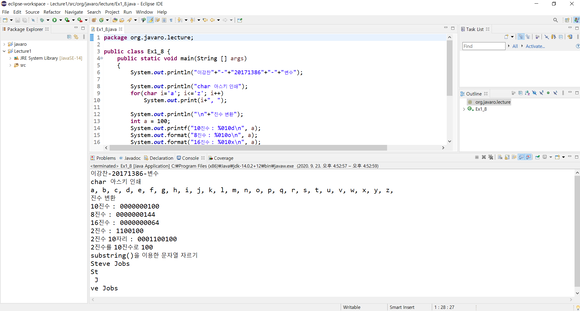 eclipse-workspace - Lecture1/src/org/javaro/lecture/Ex1_8.java - Eclipse IDE
File Edit Source Refactor Navigate Search Project Run Window Help
Package Explorer
javaro
Lecture1
JRE System Library [JavaSE-14]
src
Ex1_8.java
1 package org.javaro.lecture;
2
3 public class Ex1_8 {
4 public static void main(String [] args)
5 {
6 System.out.println("이강찬"+"-"+"20171386"+"-"+"변수");
7
8 System.out.println("char 아스키 인쇄");
9 for(char i='a'; i<='z'; i++)
10 System.out.print(i+", ");
11
12 System.out.println("\n"+"진수 변환");
13 int a = 100;
14 System.out.printf("10진수 : %010d\n", a);
15 System.out.format("8진수 : %010o\n", a);
16 System.out.format("16진수 : %010x\n", a);
Task List
Find
All
Activate...
Outline
org.javaro.lecture
Ex1_8
Problems Javadoc Declaration Console Coverage
<terminated> Ex1_8 [Java Application] C:\Program Files (x86)\Java\jdk-14.0.2+12\bin\javaw.exe (2020. 9. 23. 오후 4:52:57 – 오후 4:52:59)
이강찬-20171386-변수
char 아스키 인쇄
a, b, c, d, e, f, g, h, i, j, k, l, m, n, o, p, q, r, s, t, u, v, w, x, y, z,
진수 변환
10진수 : 0000000100
8진수 : 0000000144
16진수 : 0000000064
2진수 : 1100100
2진수 10자리 : 0001100100
2진수를 10진수로 100
substring()을 이용한 문자열 자르기
Steve Jobs
St
J
ve Jobs
Writable
Smart Insert
1 : 28 : 27